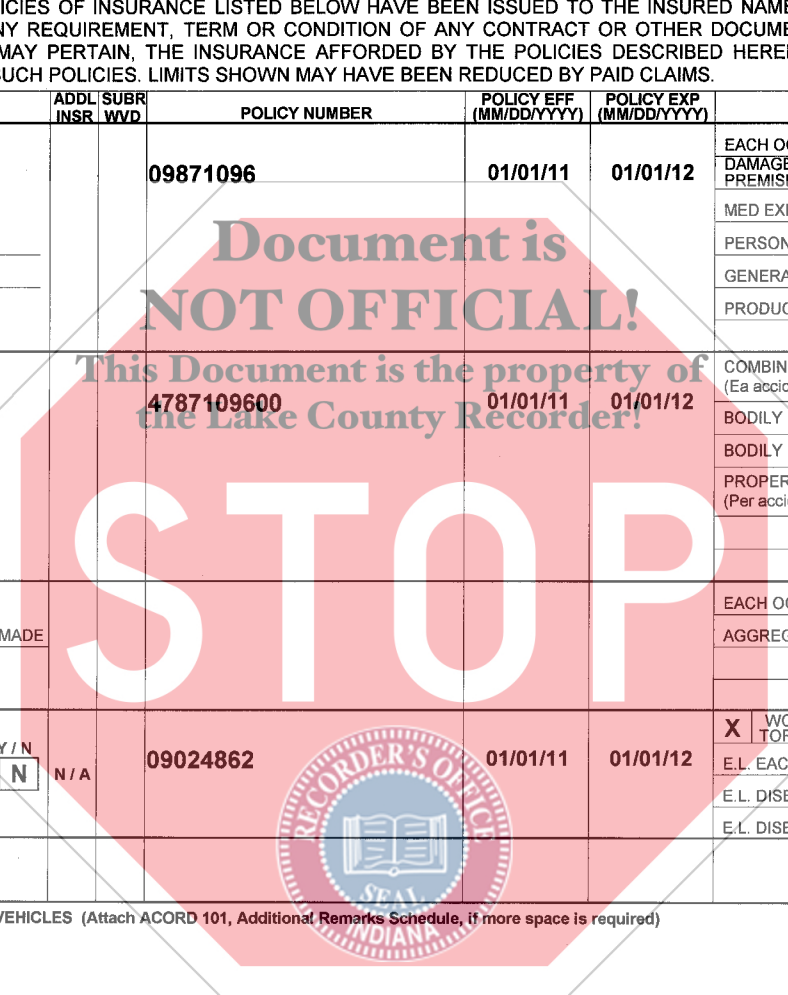 ICIES OF INSURANCE LISTED BELOW HAVE BEEN ISSUED TO THE INSURED NAME
NY REQUIREMENT, TERM OR CONDITION OF ANY CONTRACT OR OTHER DOCUME
MAY PERTAIN, THE INSURANCE AFFORDED BY THE POLICIES DESCRIBED HEREI
SUCH POLICIES. LIMITS SHOWN MAY HAVE BEEN REDUCED BY PAID CLAIMS.
ADDL SUBR POLICY NUMBER POLICY EFF POLICY EXP
INSR WVD (MM/DD/YYYY) (MM/DD/YYYY)
EACH OC
09871096 01/01/11 01/01/12 DAMAGE
PREMISE
MED EXP
Document is
PERSON
GENERA
NOT OFFICIAL!
PRODUC
This Document is the property of
COMBIN
(Ea accid
4787109600 01/01/11 01/01/12
the Lake County Recorder!
BODILY
BODILY
PROPER
(Per accid
STOP
EACH OC
MADE
AGGREG
X WC
TOR
Y / N
09024862 01/01/11 01/01/12
E.L. EAC
N N / A
E.L. DISE
E.L. DISE
RECORDER'S OFFICE
SEAL
INDIANA
VEHICLES (Attach ACORD 101, Additional Remarks Schedule, if more space is required)